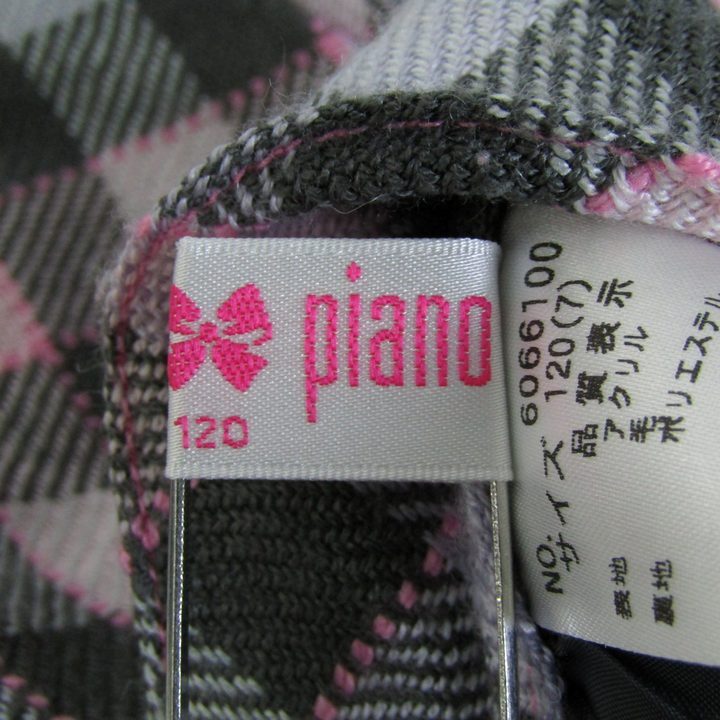 piano
120
NO: 6066100
サイズ 120(7)
品質表示
表地 アクリル
毛
裏地 ポリエステル